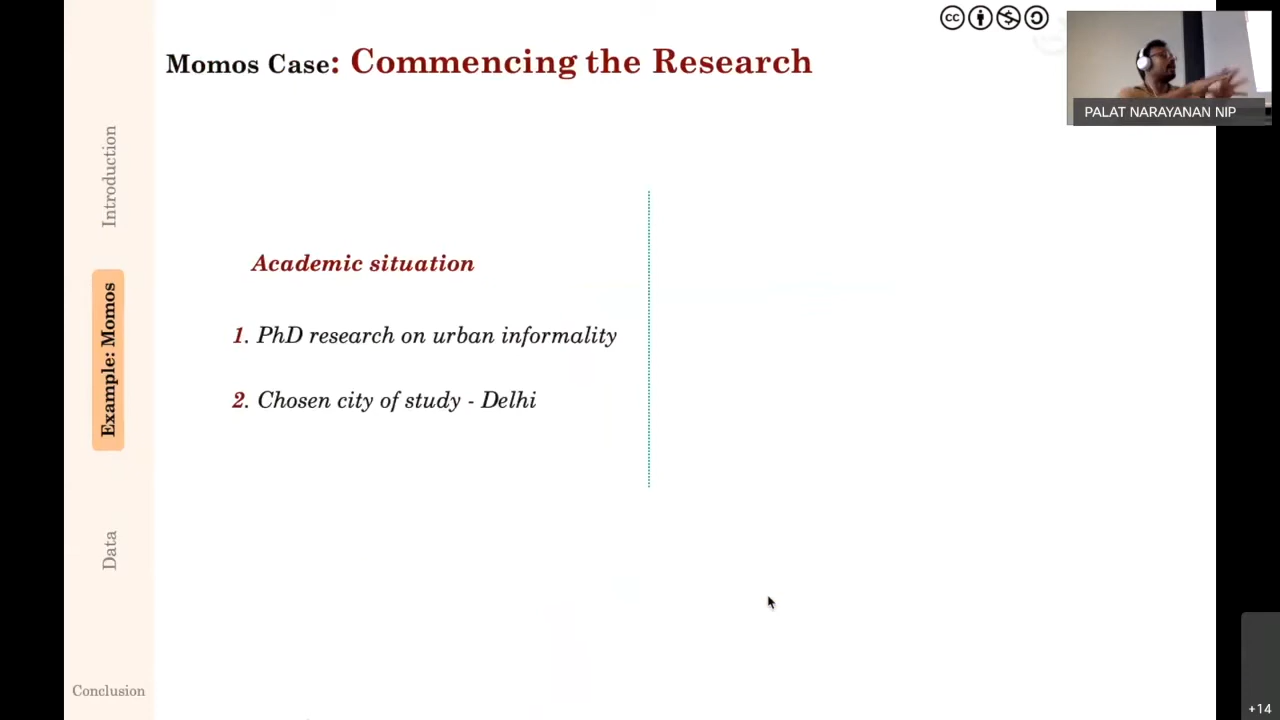 Momos Case: Commencing the Research
PALAT NARAYANAN NIP
Introduction
Example: Momos
Data
Conclusion
Academic situation
1. PhD research on urban informality
2. Chosen city of study - Delhi
+14